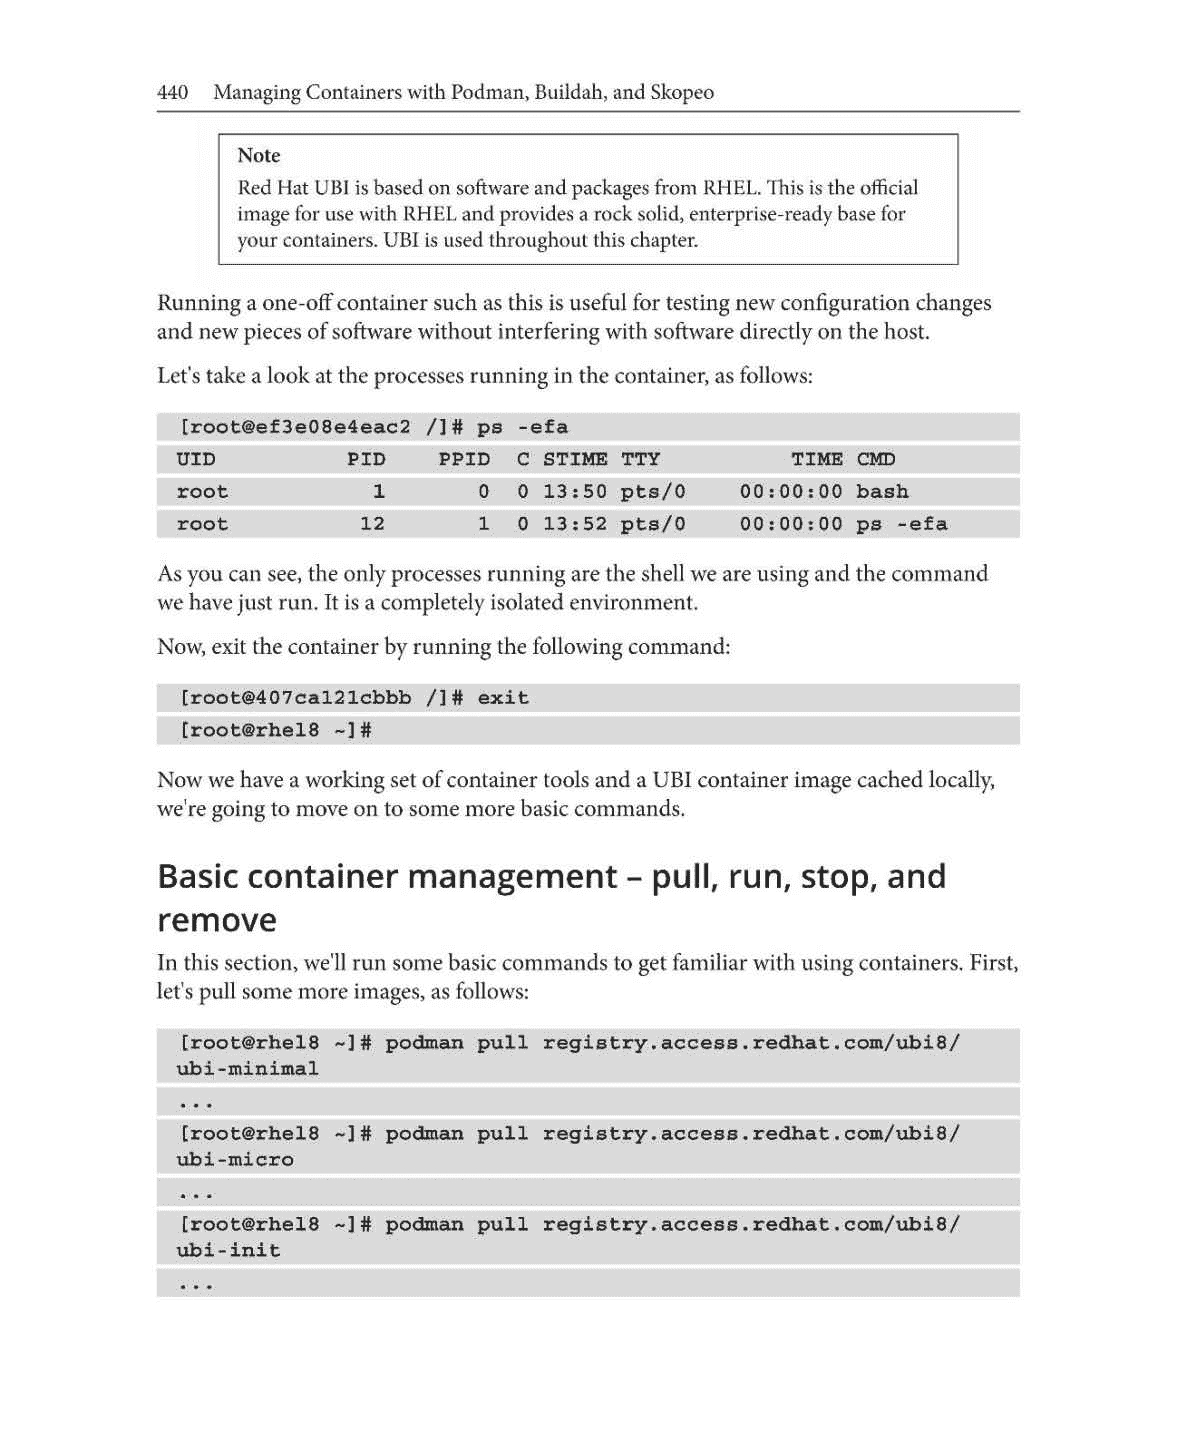 440 Managing Containers with Podman, Buildah, and Skopeo
Note
Red Hat UBI is based on software and packages from RHEL. This is the official
image for use with RHEL and provides a rock solid, enterprise-ready base for
your containers. UBI is used throughout this chapter.
Running a one-off container such as this is useful for testing new configuration changes
and new pieces of software without interfering with software directly on the host.
Let's take a look at the processes running in the container, as follows:
[root@ef3e08e4eac2 /]# ps -efa
UID PID PPID C STIME TTY TIME CMD
root 1 0 0 13:50 pts/0 00:00:00 bash
root 12 1 0 13:52 pts/0 00:00:00 ps -efa
As you can see, the only processes running are the shell we are using and the command
we have just run. It is a completely isolated environment.
Now, exit the container by running the following command:
[root@407ca121cbbb /]# exit
[root@rhel8 ~]#
Now we have a working set of container tools and a UBI container image cached locally,
we're going to move on to some more basic commands.
Basic container management – pull, run, stop, and
remove
In this section, we'll run some basic commands to get familiar with using containers. First,
let's pull some more images, as follows:
[root@rhel8 ~]# podman pull registry.access.redhat.com/ubi8/
ubi-minimal
...
[root@rhel8 ~]# podman pull registry.access.redhat.com/ubi8/
ubi-micro
...
[root@rhel8 ~]# podman pull registry.access.redhat.com/ubi8/
ubi-init
...